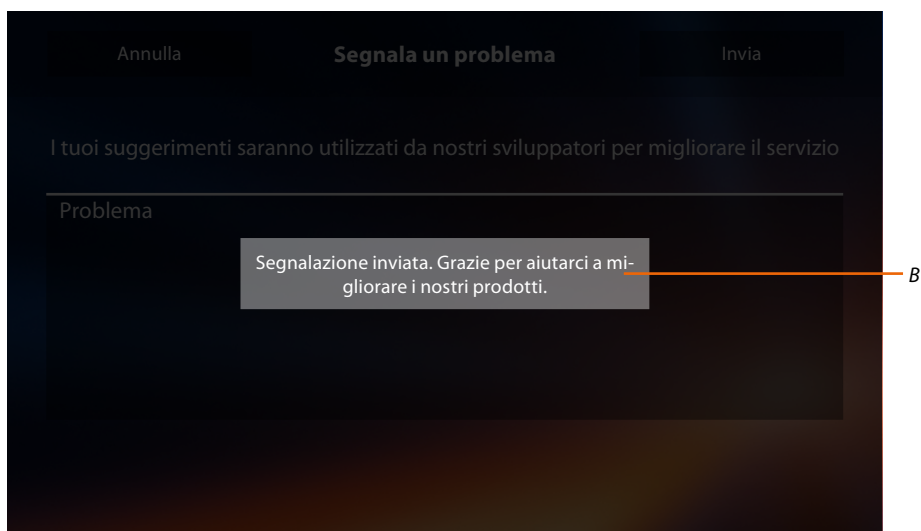 Annulla
Segnala un problema
Invia
I tuoi suggerimenti saranno utilizzati da nostri sviluppatori per migliorare il servizio
Problema
Segnalazione inviata. Grazie per aiutarci a mi-
gliorare i nostri prodotti.
B